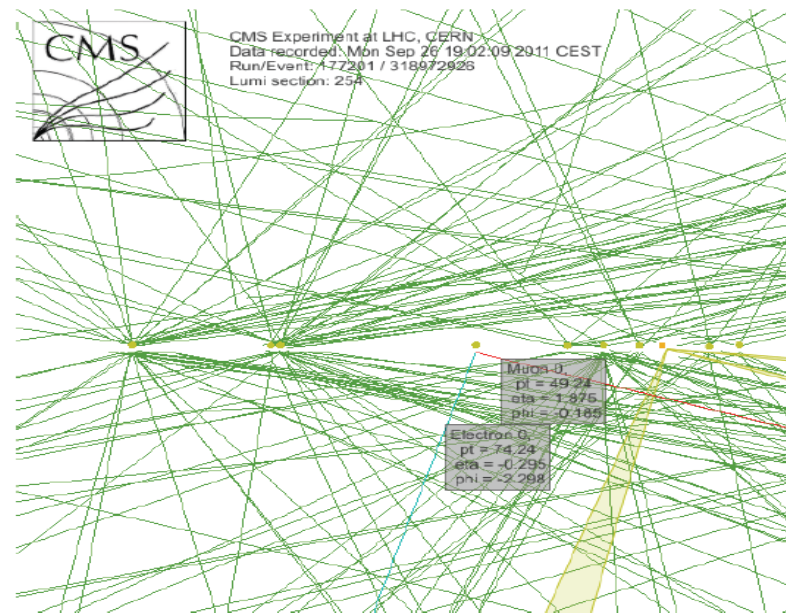 CMS
CMS Experiment at LHC, CERN
Data recorded: Mon Sep 26 19:02:09 2011 CEST
Run/Event: 177201 / 318972926
Lumi section: 254
Muon 0,
pt = 49.24
eta = 1.875
phi = -0.165
Electron 0,
pt = 74.24
eta = -0.295
phi = -2.298